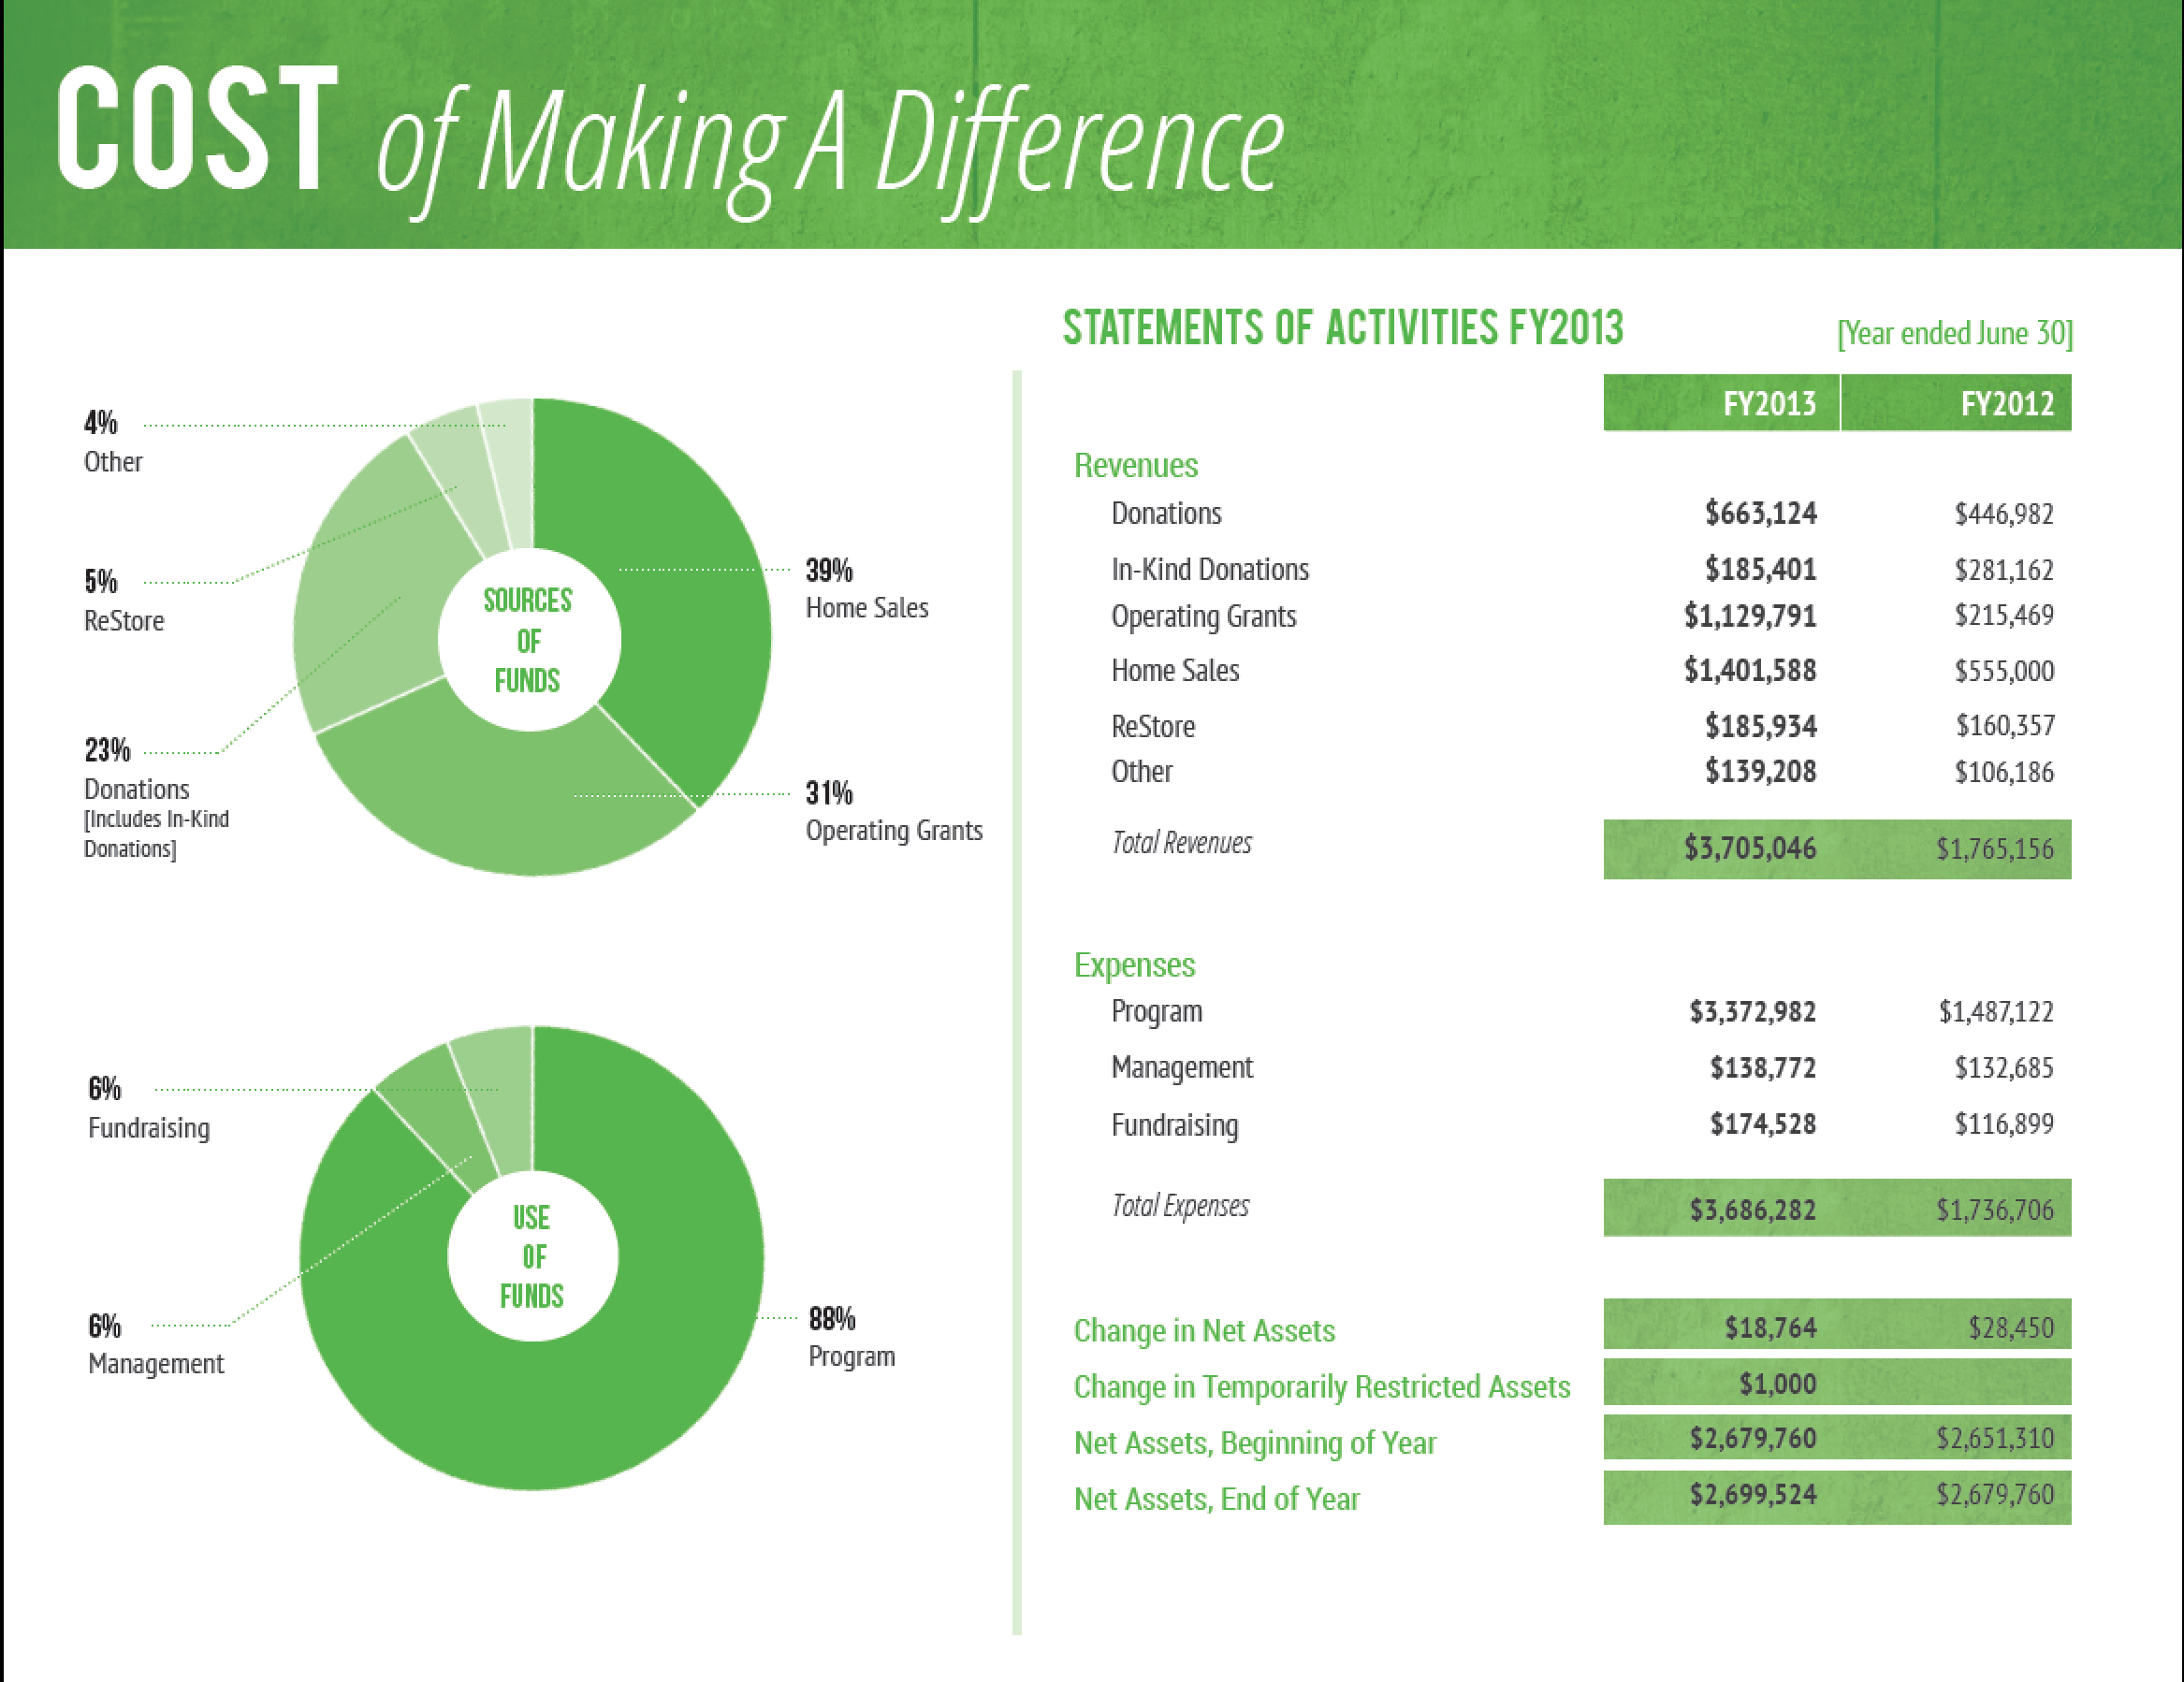 COST of Making A Difference
4%
Other
5%
ReStore
23%
Donations
[Includes In-Kind
Donations]
SOURCES
OF
FUNDS
39%
Home Sales
31%
Operating Grants
6%
Fundraising
6%
Management
USE
OF
FUNDS
88%
Program
STATEMENTS OF ACTIVITIES FY2013 [Year ended June 30]
FY2013 FY2012
Revenues
Donations $663,124 $446,982
In-Kind Donations $185,401 $281,162
Operating Grants $1,129,791 $215,469
Home Sales $1,401,588 $555,000
ReStore $185,934 $160,357
Other $139,208 $106,186
Total Revenues $3,705,046 $1,765,156
Expenses
Program $3,372,982 $1,487,122
Management $138,772 $132,685
Fundraising $174,528 $116,899
Total Expenses $3,686,282 $1,736,706
Change in Net Assets $18,764 $28,450
Change in Temporarily Restricted Assets $1,000
Net Assets, Beginning of Year $2,679,760 $2,651,310
Net Assets, End of Year $2,699,524 $2,679,760